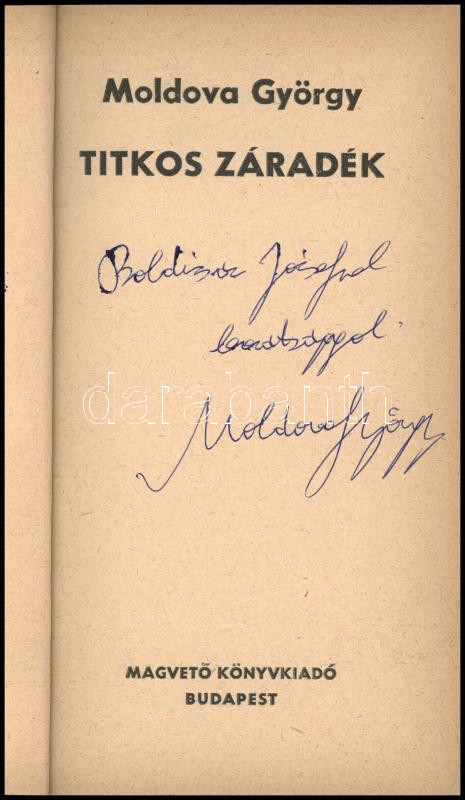 Moldova György
TITKOS ZÁRADÉK
Boldizsár Józsefnek
barátsággal.
darabanth
Moldova György
MAGVETŐ KÖNYVKIADÓ
BUDAPEST